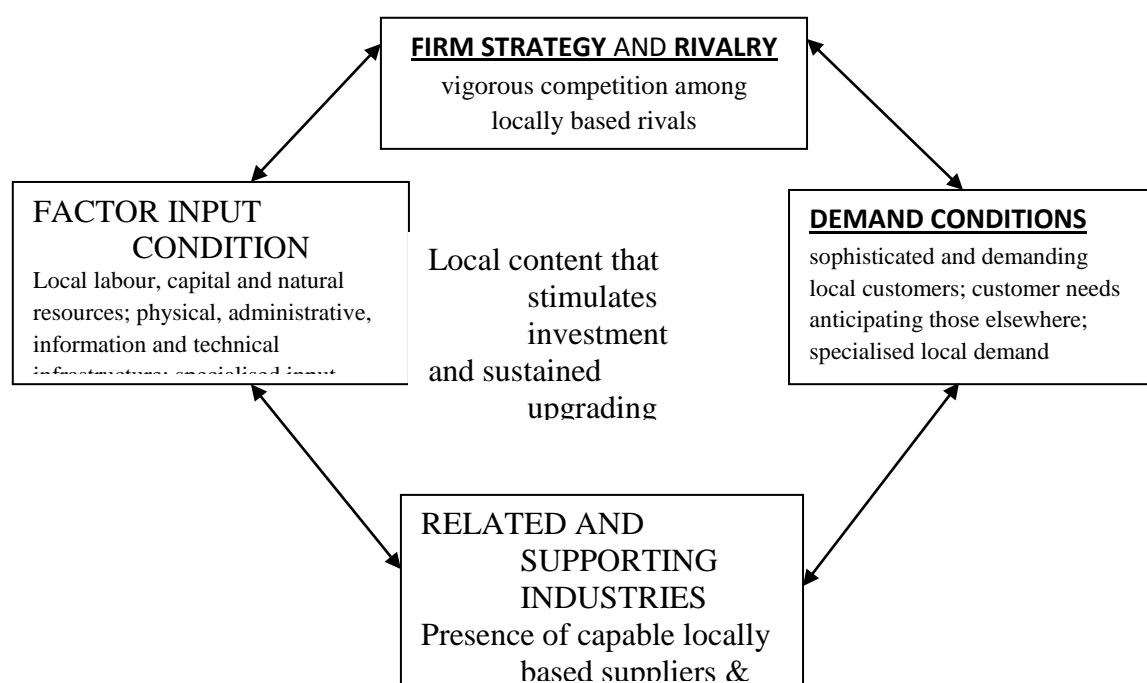 FIRM STRATEGY AND RIVALRY
vigorous competition among
locally based rivals
FACTOR INPUT
CONDITION
Local labour, capital and natural
resources; physical, administrative,
information and technical
infrastructure; specialised input
Local content that
stimulates
investment
and sustained
upgrading
DEMAND CONDITIONS
sophisticated and demanding
local customers; customer needs
anticipating those elsewhere;
specialised local demand
RELATED AND
SUPPORTING
INDUSTRIES
Presence of capable locally
based suppliers &